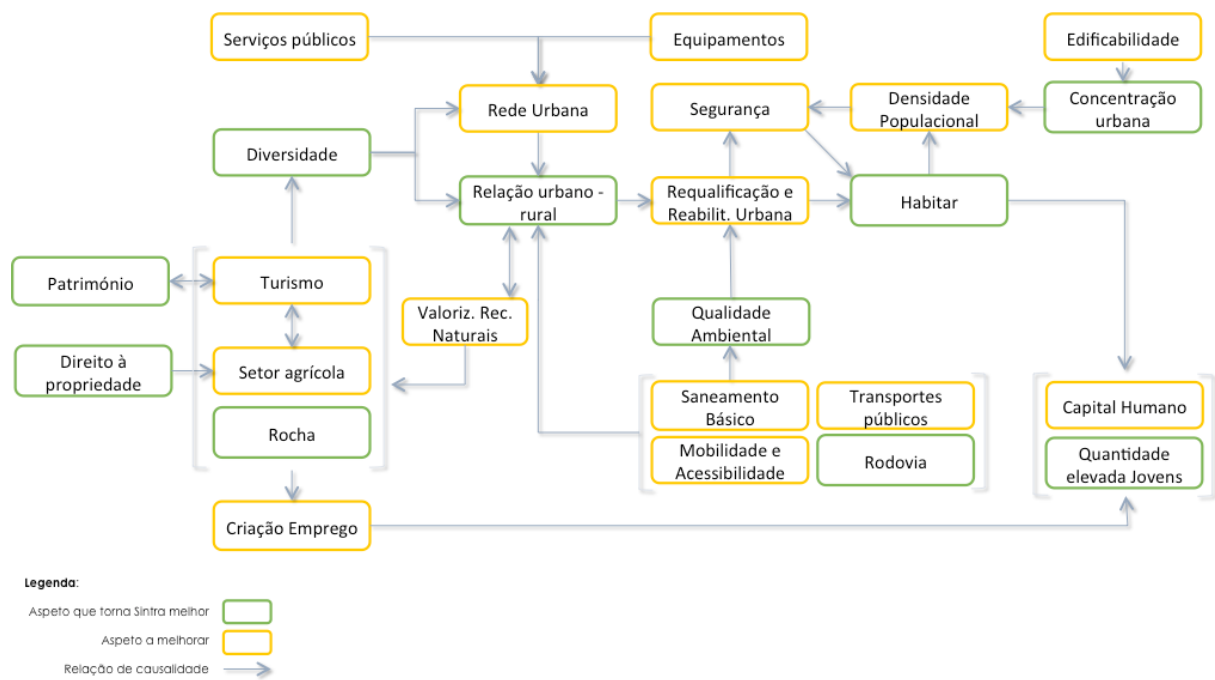 Serviços públicos
Equipamentos
Edificabilidade
Rede Urbana
Segurança
Densidade
Populacional
Concentração
urbana
Diversidade
Relação urbano -
rural
Requalificação e
Reabilit. Urbana
Habitar
Património
Turismo
Valoriz. Rec.
Naturais
Qualidade
Ambiental
Direito à
propriedade
Setor agrícola
Rocha
Saneamento
Básico
Transportes
públicos
Mobilidade e
Acessibilidade
Rodovia
Capital Humano
Quantidade
elevada Jovens
Criação Emprego
Legenda:
Aspeto que torna Sintra melhor
Aspeto a melhorar
Relação de causalidade